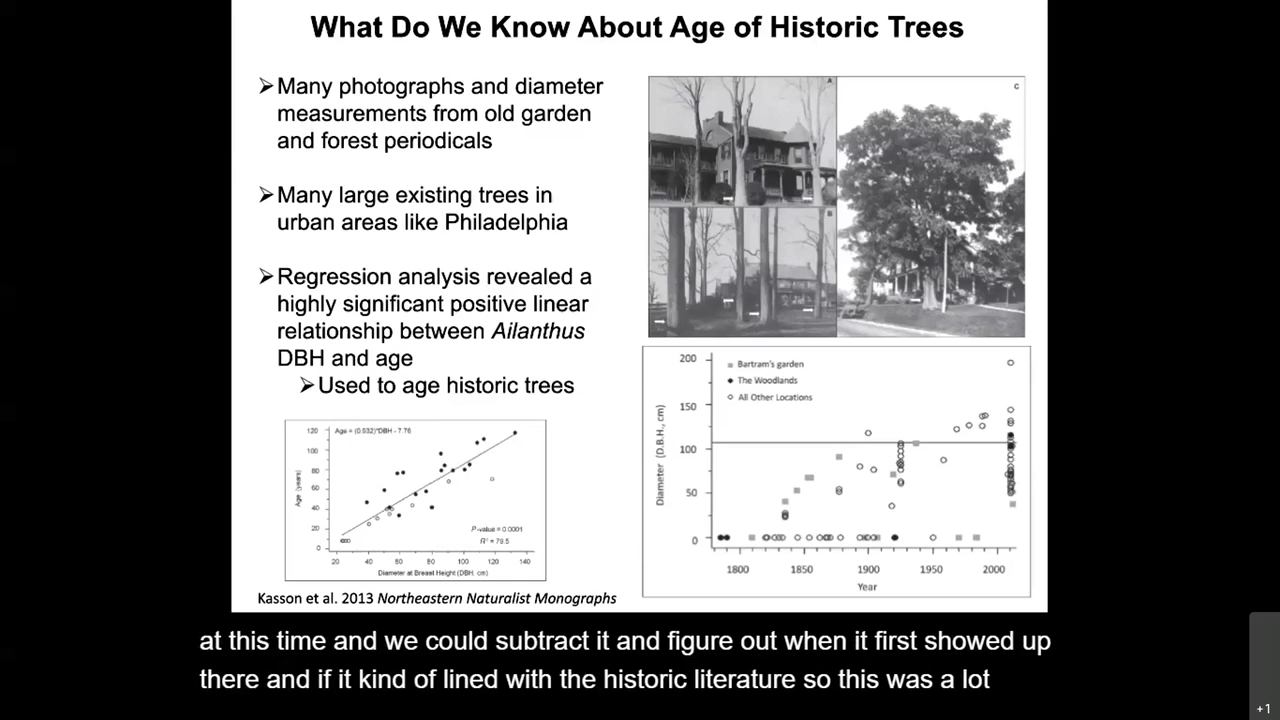 What Do We Know About Age of Historic Trees
➢Many photographs and diameter
measurements from old garden
and forest periodicals
➢Many large existing trees in
urban areas like Philadelphia
➢Regression analysis revealed a
highly significant positive linear
relationship between Ailanthus
DBH and age
➢Used to age historic trees
Age = (0.932)*DBH - 7.76
120
100
80
60
40
20
0
Age (years)
P-value = 0.0001
R² = 79.5
20 40 60 80 100 120 140
Diameter at Breast Height (DBH, cm)
Kasson et al. 2013 Northeastern Naturalist Monographs
A
B
C
200
150
100
50
0
Diameter (D.B.H., cm)
Bartram's garden
The Woodlands
All Other Locations
1800 1850 1900 1950 2000
Year
at this time and we could subtract it and figure out when it first showed up
there and if it kind of lined with the historic literature so this was a lot
+1